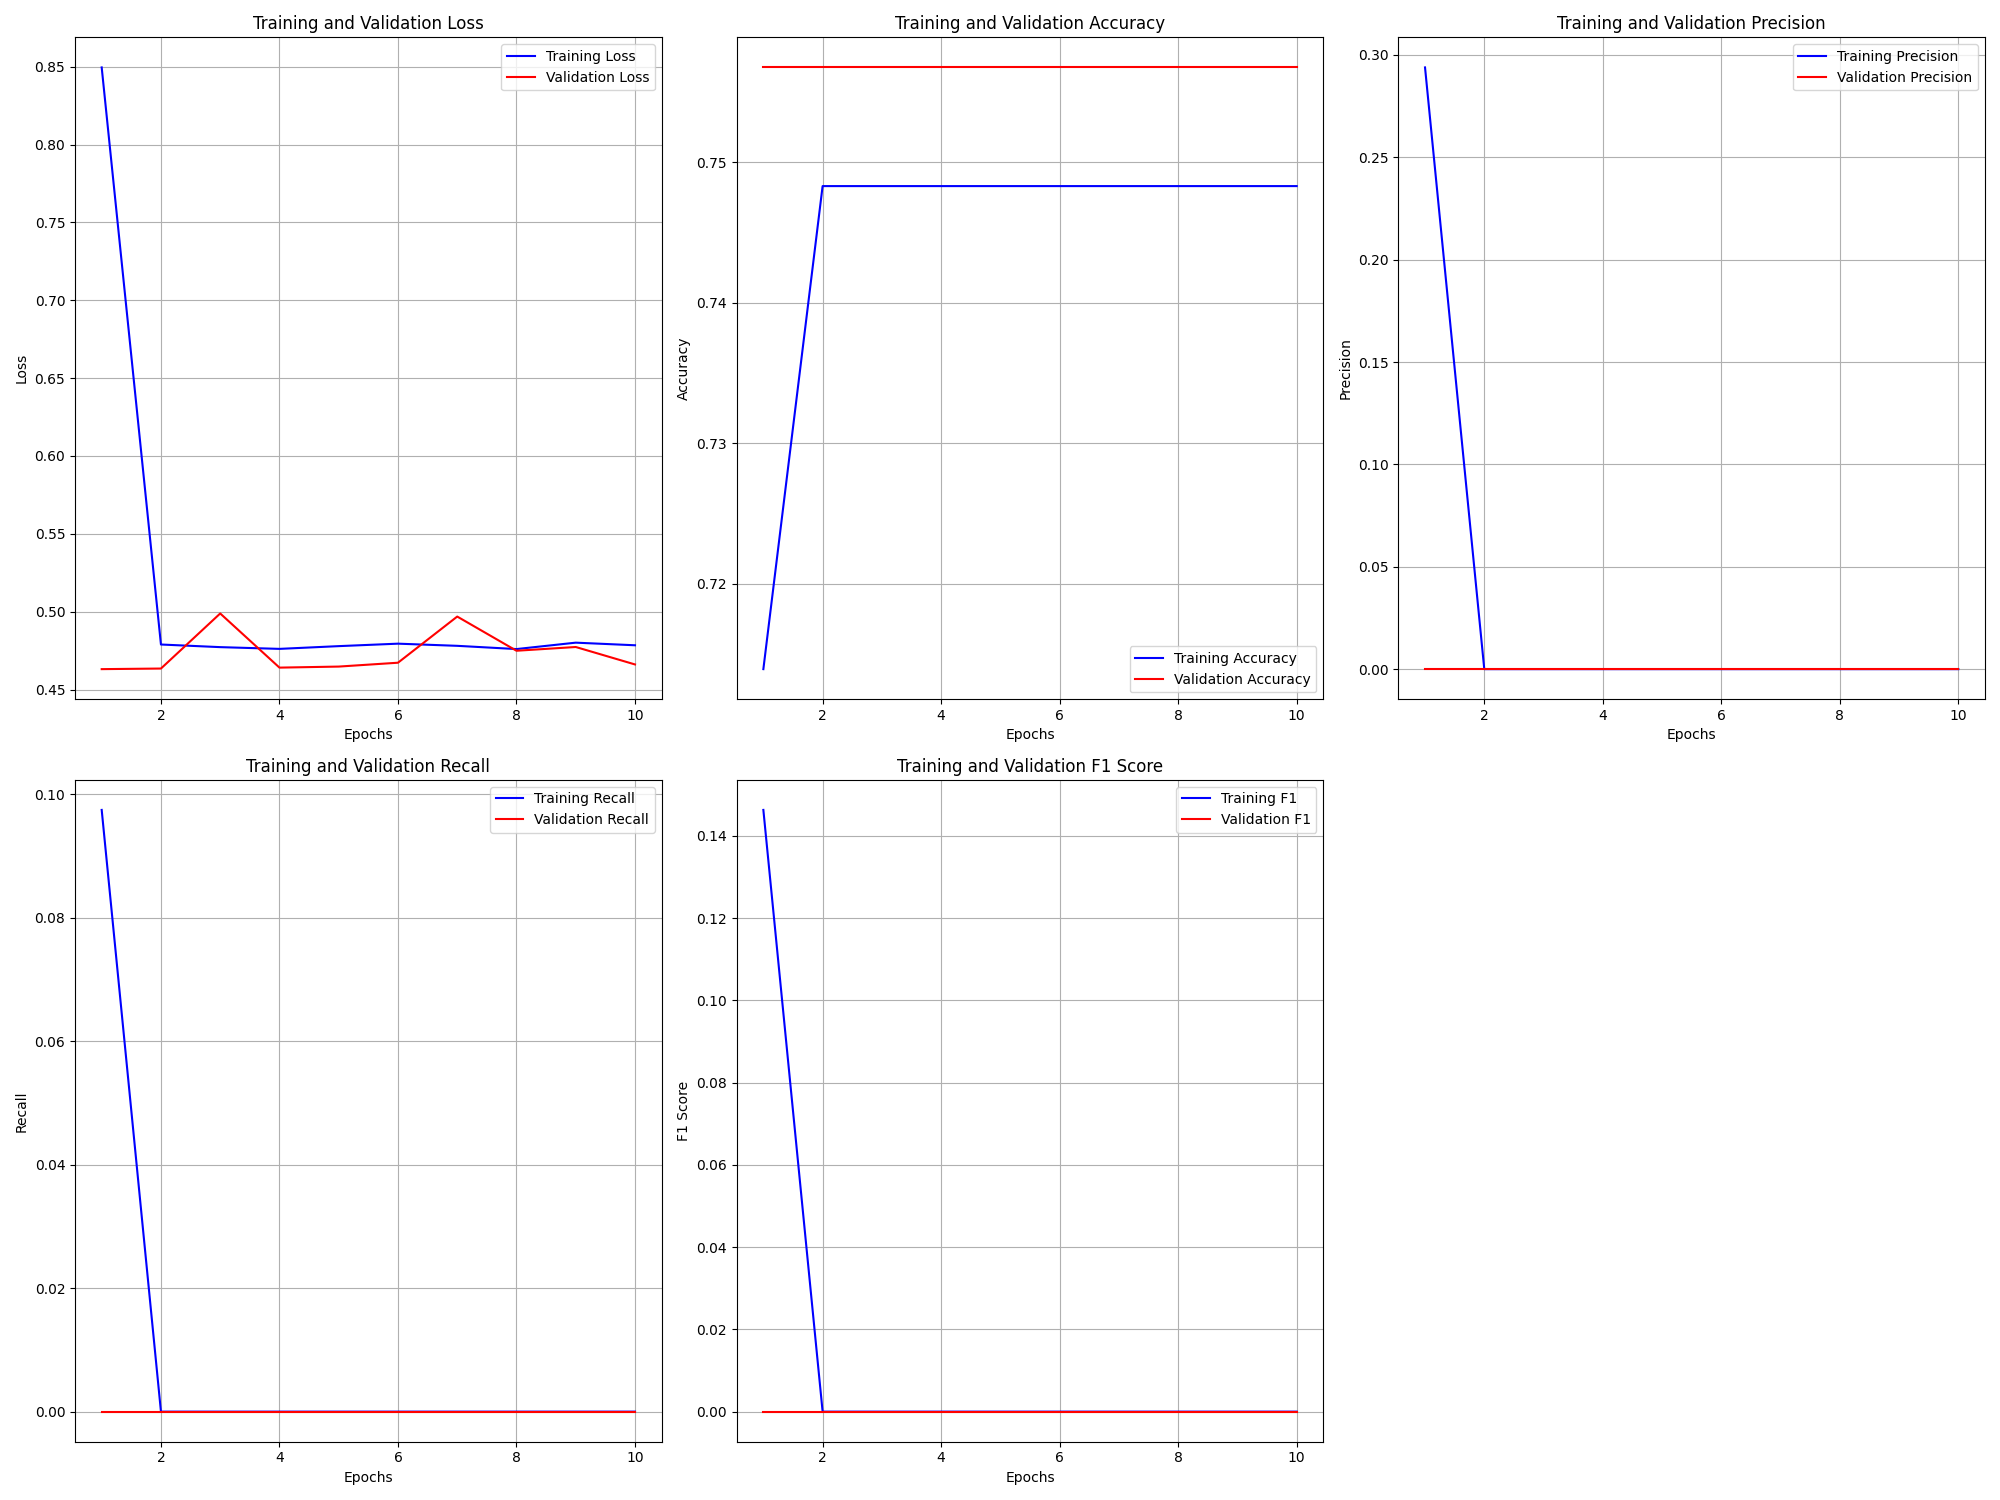 Training and Validation Loss
Training Loss
Validation Loss
0.85
0.80
0.75
0.70
0.65
0.60
0.55
0.50
0.45
Loss
2 4 6 8 10
Epochs
Training and Validation Accuracy
0.75
0.74
0.73
0.72
Accuracy
Training Accuracy
Validation Accuracy
2 4 6 8 10
Epochs
Training and Validation Precision
Training Precision
Validation Precision
0.30
0.25
0.20
0.15
0.10
0.05
0.00
Precision
2 4 6 8 10
Epochs
Training and Validation Recall
Training Recall
Validation Recall
0.10
0.08
0.06
0.04
0.02
0.00
Recall
2 4 6 8 10
Epochs
Training and Validation F1 Score
Training F1
Validation F1
0.14
0.12
0.10
0.08
0.06
0.04
0.02
0.00
F1 Score
2 4 6 8 10
Epochs